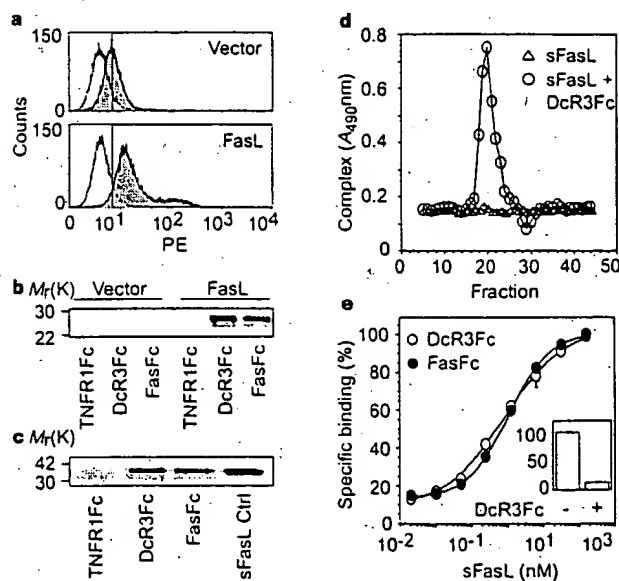 a
150
Vector
0
150
FasL
0
Counts
0 10¹ 10² 10³ 10⁴
PE
b Mr(K) Vector FasL
30
22
TNFR1Fc
DcR3Fc
FasFc
TNFR1Fc
DcR3Fc
FasFc
c Mr(K)
42
30
TNFR1Fc
DcR3Fc
FasFc
sFasL Ctrl
d
Complex (A490nm)
0.8
0.6
0.4
0.2
0
sFasL
sFasL +
DcR3Fc
0 10 20 30 40 50
Fraction
e
Specific binding (%)
100
80
60
40
20
0
DcR3Fc
FasFc
100
50
0
DcR3Fc - +
10⁻² 10⁻¹ 10⁰ 10¹ 10²
sFasL (nM)